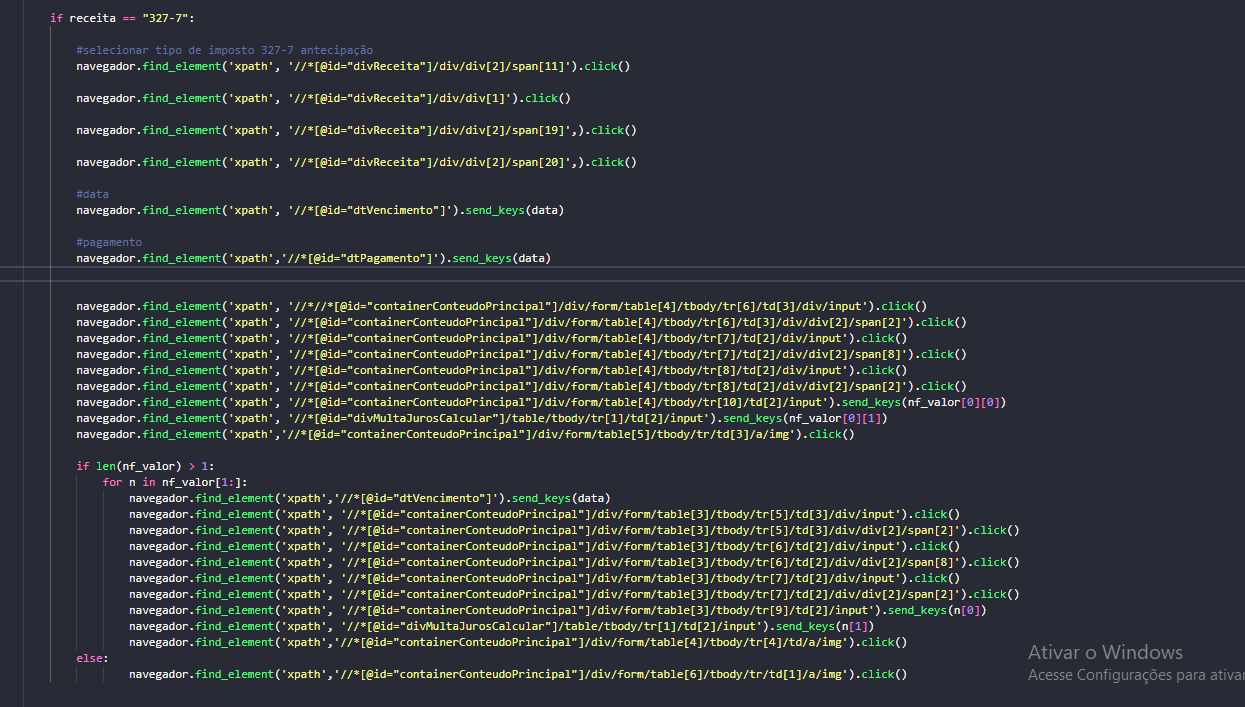 if receita == "327-7":
#selecionar tipo de imposto 327-7 antecipação
navegador.find_element('xpath', '//*[@id="divReceita"]/div/div[2]/span[11]').click()
navegador.find_element('xpath', '//*[@id="divReceita"]/div/div[1]').click()
navegador.find_element('xpath', '//*[@id="divReceita"]/div/div[2]/span[19]',).click()
navegador.find_element('xpath', '//*[@id="divReceita"]/div/div[2]/span[20]',).click()
#data
navegador.find_element('xpath', '//*[@id="dtVencimento"]').send_keys(data)
#pagamento
navegador.find_element('xpath','//*[@id="dtPagamento"]').send_keys(data)
navegador.find_element('xpath', '//*//*[@id="containerConteudoPrincipal"]/div/form/table[4]/tbody/tr[6]/td[3]/div/input').click()
navegador.find_element('xpath', '//*[@id="containerConteudoPrincipal"]/div/form/table[4]/tbody/tr[6]/td[3]/div/div[2]/span[2]').click()
navegador.find_element('xpath', '//*[@id="containerConteudoPrincipal"]/div/form/table[4]/tbody/tr[7]/td[2]/div/input').click()
navegador.find_element('xpath', '//*[@id="containerConteudoPrincipal"]/div/form/table[4]/tbody/tr[7]/td[2]/div/div[2]/span[8]').click()
navegador.find_element('xpath', '//*[@id="containerConteudoPrincipal"]/div/form/table[4]/tbody/tr[8]/td[2]/div/input').click()
navegador.find_element('xpath', '//*[@id="containerConteudoPrincipal"]/div/form/table[4]/tbody/tr[8]/td[2]/div/div[2]/span[2]').click()
navegador.find_element('xpath', '//*[@id="containerConteudoPrincipal"]/div/form/table[4]/tbody/tr[10]/td[2]/input').send_keys(nf_valor[0][0])
navegador.find_element('xpath', '//*[@id="divMultaJurosCalcular"]/table/tbody/tr[1]/td[2]/input').send_keys(nf_valor[0][1])
navegador.find_element('xpath','//*[@id="containerConteudoPrincipal"]/div/form/table[5]/tbody/tr/td[3]/a/img').click()
if len(nf_valor) > 1:
for n in nf_valor[1:]:
navegador.find_element('xpath','//*[@id="dtVencimento"]').send_keys(data)
navegador.find_element('xpath', '//*[@id="containerConteudoPrincipal"]/div/form/table[3]/tbody/tr[5]/td[3]/div/input').click()
navegador.find_element('xpath', '//*[@id="containerConteudoPrincipal"]/div/form/table[3]/tbody/tr[5]/td[3]/div/div[2]/span[2]').click()
navegador.find_element('xpath', '//*[@id="containerConteudoPrincipal"]/div/form/table[3]/tbody/tr[6]/td[2]/div/input').click()
navegador.find_element('xpath', '//*[@id="containerConteudoPrincipal"]/div/form/table[3]/tbody/tr[6]/td[2]/div/div[2]/span[8]').click()
navegador.find_element('xpath', '//*[@id="containerConteudoPrincipal"]/div/form/table[3]/tbody/tr[7]/td[2]/div/input').click()
navegador.find_element('xpath', '//*[@id="containerConteudoPrincipal"]/div/form/table[3]/tbody/tr[7]/td[2]/div/div[2]/span[2]').click()
navegador.find_element('xpath', '//*[@id="containerConteudoPrincipal"]/div/form/table[3]/tbody/tr[9]/td[2]/input').send_keys(n[0])
navegador.find_element('xpath', '//*[@id="divMultaJurosCalcular"]/table/tbody/tr[1]/td[2]/input').send_keys(n[1])
navegador.find_element('xpath','//*[@id="containerConteudoPrincipal"]/div/form/table[4]/tbody/tr[4]/td/a/img').click()
else:
navegador.find_element('xpath','//*[@id="containerConteudoPrincipal"]/div/form/table[6]/tbody/tr/td[1]/a/img').click()
Ativar o Windows
Acesse Configurações para ativar